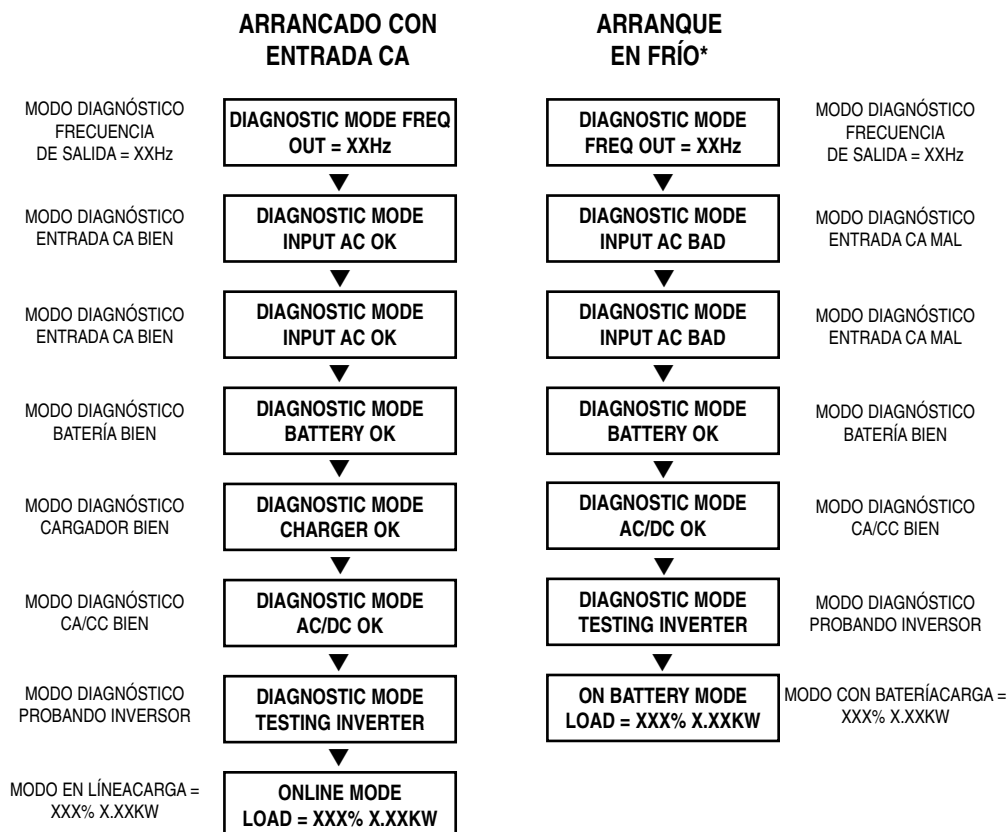 ARRANCADO CON
ENTRADA CA
ARRANQUE
EN FRÍO*
MODO DIAGNÓSTICO
FRECUENCIA
DE SALIDA = XXHz
DIAGNOSTIC MODE FREQ
OUT = XXHz
DIAGNOSTIC MODE
FREQ OUT = XXHz
MODO DIAGNÓSTICO
FRECUENCIA
DE SALIDA = XXHz
MODO DIAGNÓSTICO
ENTRADA CA BIEN
DIAGNOSTIC MODE
INPUT AC OK
DIAGNOSTIC MODE
INPUT AC BAD
MODO DIAGNÓSTICO
ENTRADA CA MAL
MODO DIAGNÓSTICO
ENTRADA CA BIEN
DIAGNOSTIC MODE
INPUT AC OK
DIAGNOSTIC MODE
INPUT AC BAD
MODO DIAGNÓSTICO
ENTRADA CA MAL
MODO DIAGNÓSTICO
BATERÍA BIEN
DIAGNOSTIC MODE
BATTERY OK
DIAGNOSTIC MODE
BATTERY OK
MODO DIAGNÓSTICO
BATERÍA BIEN
MODO DIAGNÓSTICO
CARGADOR BIEN
DIAGNOSTIC MODE
CHARGER OK
DIAGNOSTIC MODE
AC/DC OK
MODO DIAGNÓSTICO
CA/CC BIEN
MODO DIAGNÓSTICO
CA/CC BIEN
DIAGNOSTIC MODE
AC/DC OK
DIAGNOSTIC MODE
TESTING INVERTER
MODO DIAGNÓSTICO
PROBANDO INVERSOR
MODO DIAGNÓSTICO
PROBANDO INVERSOR
DIAGNOSTIC MODE
TESTING INVERTER
ON BATTERY MODE
LOAD = XXX% X.XXKW
MODO CON BATERÍACARGA =
XXX% X.XXKW
MODO EN LÍNEACARGA =
XXX% X.XXKW
ONLINE MODE
LOAD = XXX% X.XXKW